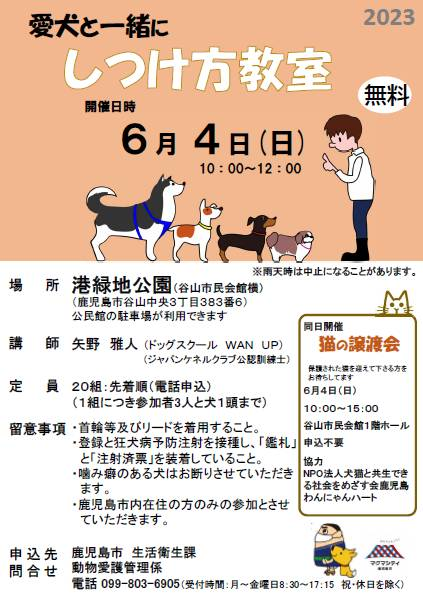 2023
愛犬と一緒に
しつけ方教室
無料
開催日時
6月 4日(日)
10:00～12:00
※雨天時は中止になることがあります。
場 所 港緑地公園(谷山市民会館横)
(鹿児島市谷山中央3丁目383番6)
公民館の駐車場が利用できます
講 師 矢野 雅人 (ドッグスクール WAN UP)
(ジャパンケネルクラブ公認訓練士)
定 員 20組:先着順(電話申込)
(1組につき参加者3人と犬1頭まで)
留意事項 ・首輪等及びリードを着用すること。
・登録と狂犬病予防注射を接種し、「鑑札」
と「注射済票」を装着していること。
・噛み癖のある犬はお断りさせていただき
ます。
・鹿児島市内在住の方のみの参加とさせ
ていただきます。
同日開催
猫の譲渡会
保護された猫を迎えて下さる方を
お待ちしてます
6月4日(日)
10:00～15:00
谷山市民会館1階ホール
申込不要
協力
NPO法人犬猫と共生でき
る社会をめざす会鹿児島
わんにゃんハート
申込先 鹿児島市 生活衛生課
問合せ 動物愛護管理係
電話 099-803-6905(受付時間:月～金曜日8:30～17:15 祝・休日を除く)
マグマシティ